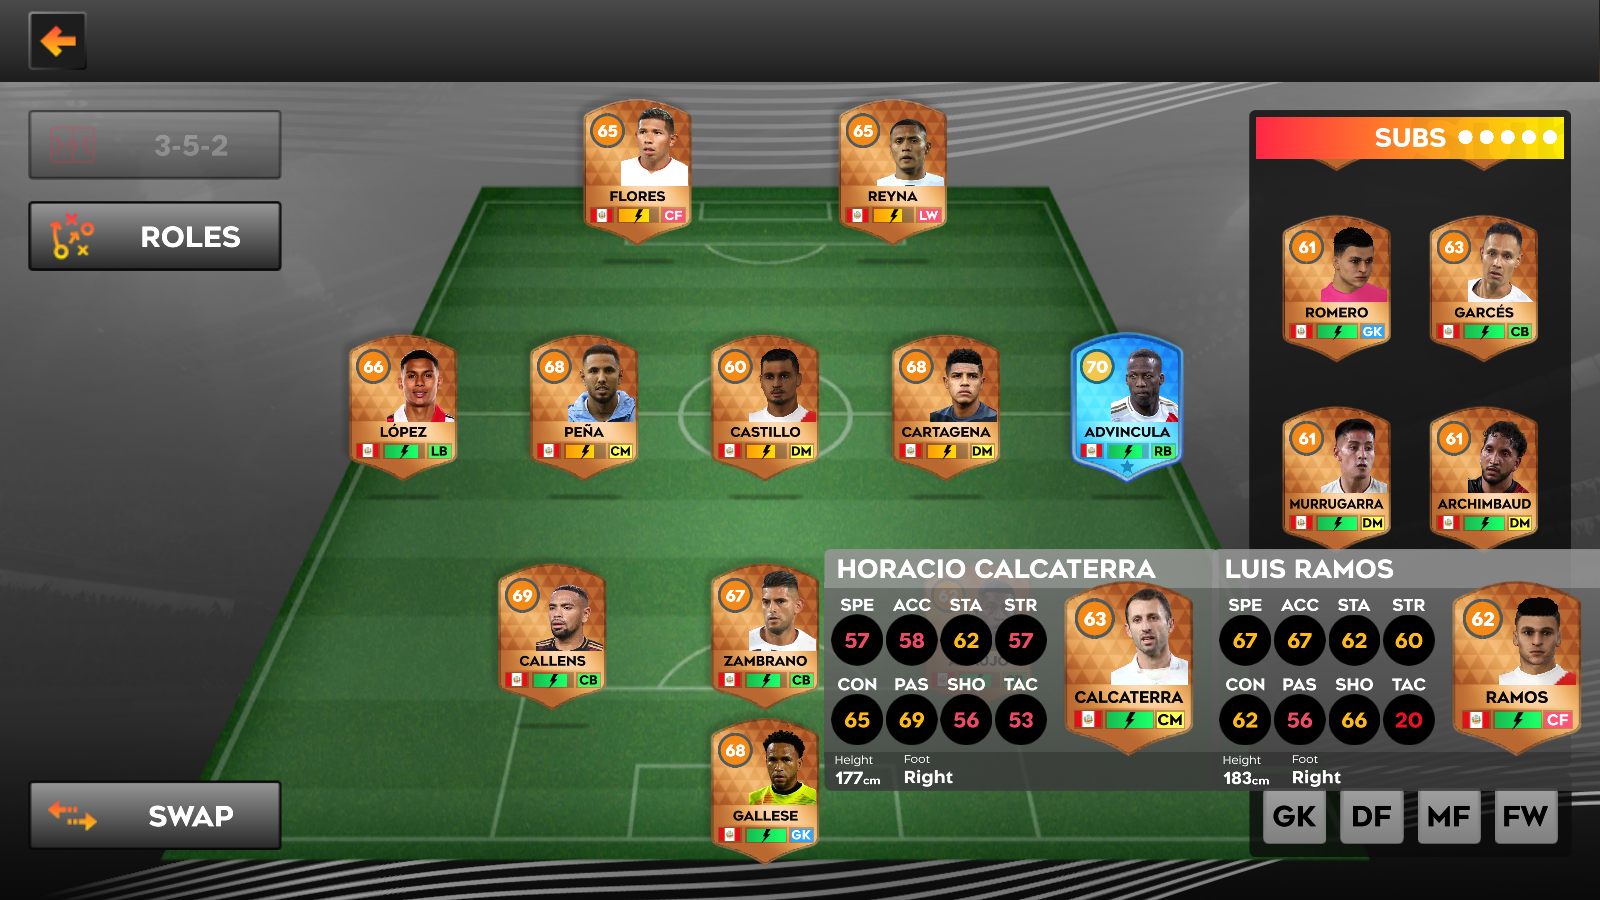 3-5-2
ROLES
SWAP
65
FLORES
CF
65
REYNA
LW
66
LÓPEZ
LB
68
PEÑA
CM
60
CASTILLO
DM
68
CARTAGENA
DM
70
ADVINCULA
RB
69
CALLENS
CB
67
ZAMBRANO
CB
68
GALLESE
GK
SUBS
61
ROMERO
GK
63
GARCÉS
CB
61
MURRUGARRA
DM
61
ARCHIMBAUD
DM
HORACIO CALCATERRA
SPE ACC STA STR
57 58 62 57
CON PAS SHO TAC
65 69 56 53
Height Foot
177cm Right
63
CALCATERRA
CM
LUIS RAMOS
SPE ACC STA STR
67 67 62 60
CON PAS SHO TAC
62 56 66 20
Height Foot
183cm Right
62
RAMOS
CF
GK DF MF FW